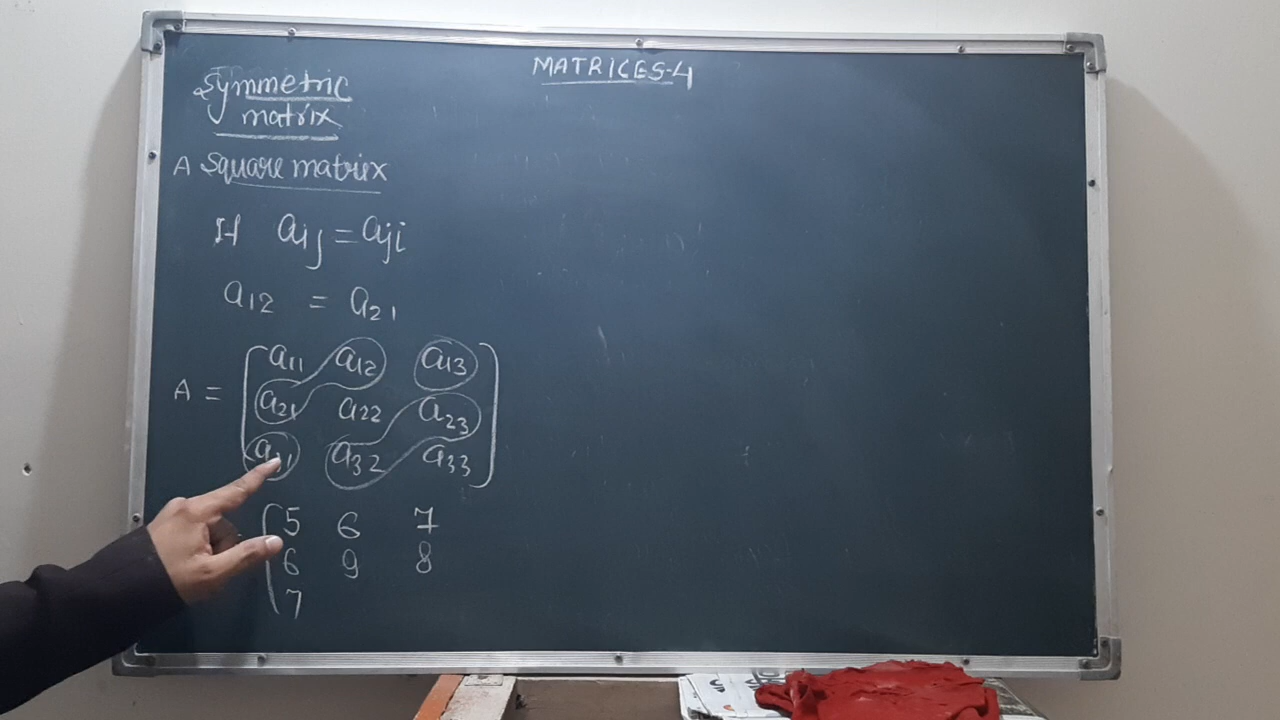 MATRICES-4
Symmetric
matrix
A Square matrix
If aij = aji
a12 = a21
a11 a12 a13
A = a21 a22 a23
a32 a33
5 6 7
6 9 8
7